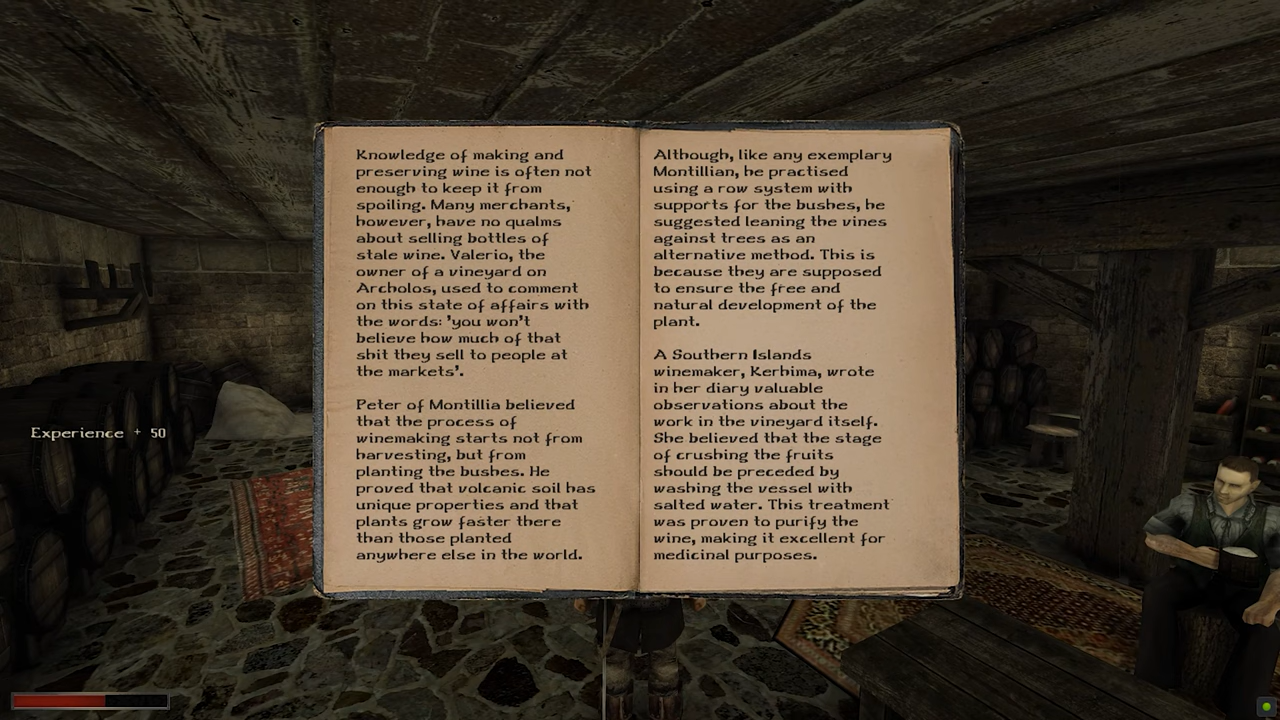 Knowledge of making and
preserving wine is often not
enough to keep it from
spoiling. Many merchants,
however, have no qualms
about selling bottles of
stale wine. Valerio, the
owner of a vineyard on
Archolos, used to comment
on this state of affairs with
the words: 'you won't
believe how much of that
shit they sell to people at
the markets'.
Peter of Montillia believed
that the process of
winemaking starts not from
harvesting, but from
planting the bushes. He
proved that volcanic soil has
unique properties and that
plants grow faster there
than those planted
anywhere else in the world.
Although, like any exemplary
Montillian, he practised
using a row system with
supports for the bushes, he
suggested leaning the vines
against trees as an
alternative method. This is
because they are supposed
to ensure the free and
natural development of the
plant.
A Southern Islands
winemaker, Kerhima, wrote
in her diary valuable
observations about the
work in the vineyard itself.
She believed that the stage
of crushing the fruits
should be preceded by
washing the vessel with
salted water. This treatment
was proven to purify the
wine, making it excellent for
medicinal purposes.
Experience + 50